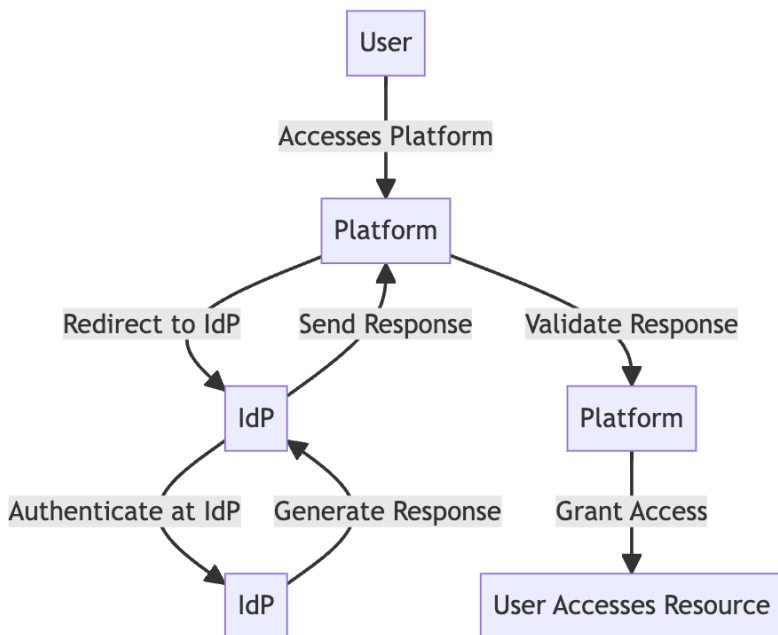 User
Accesses Platform
Platform
Redirect to IdP
Send Response
Validate Response
IdP
Platform
Authenticate at IdP
Generate Response
Grant Access
IdP
User Accesses Resource